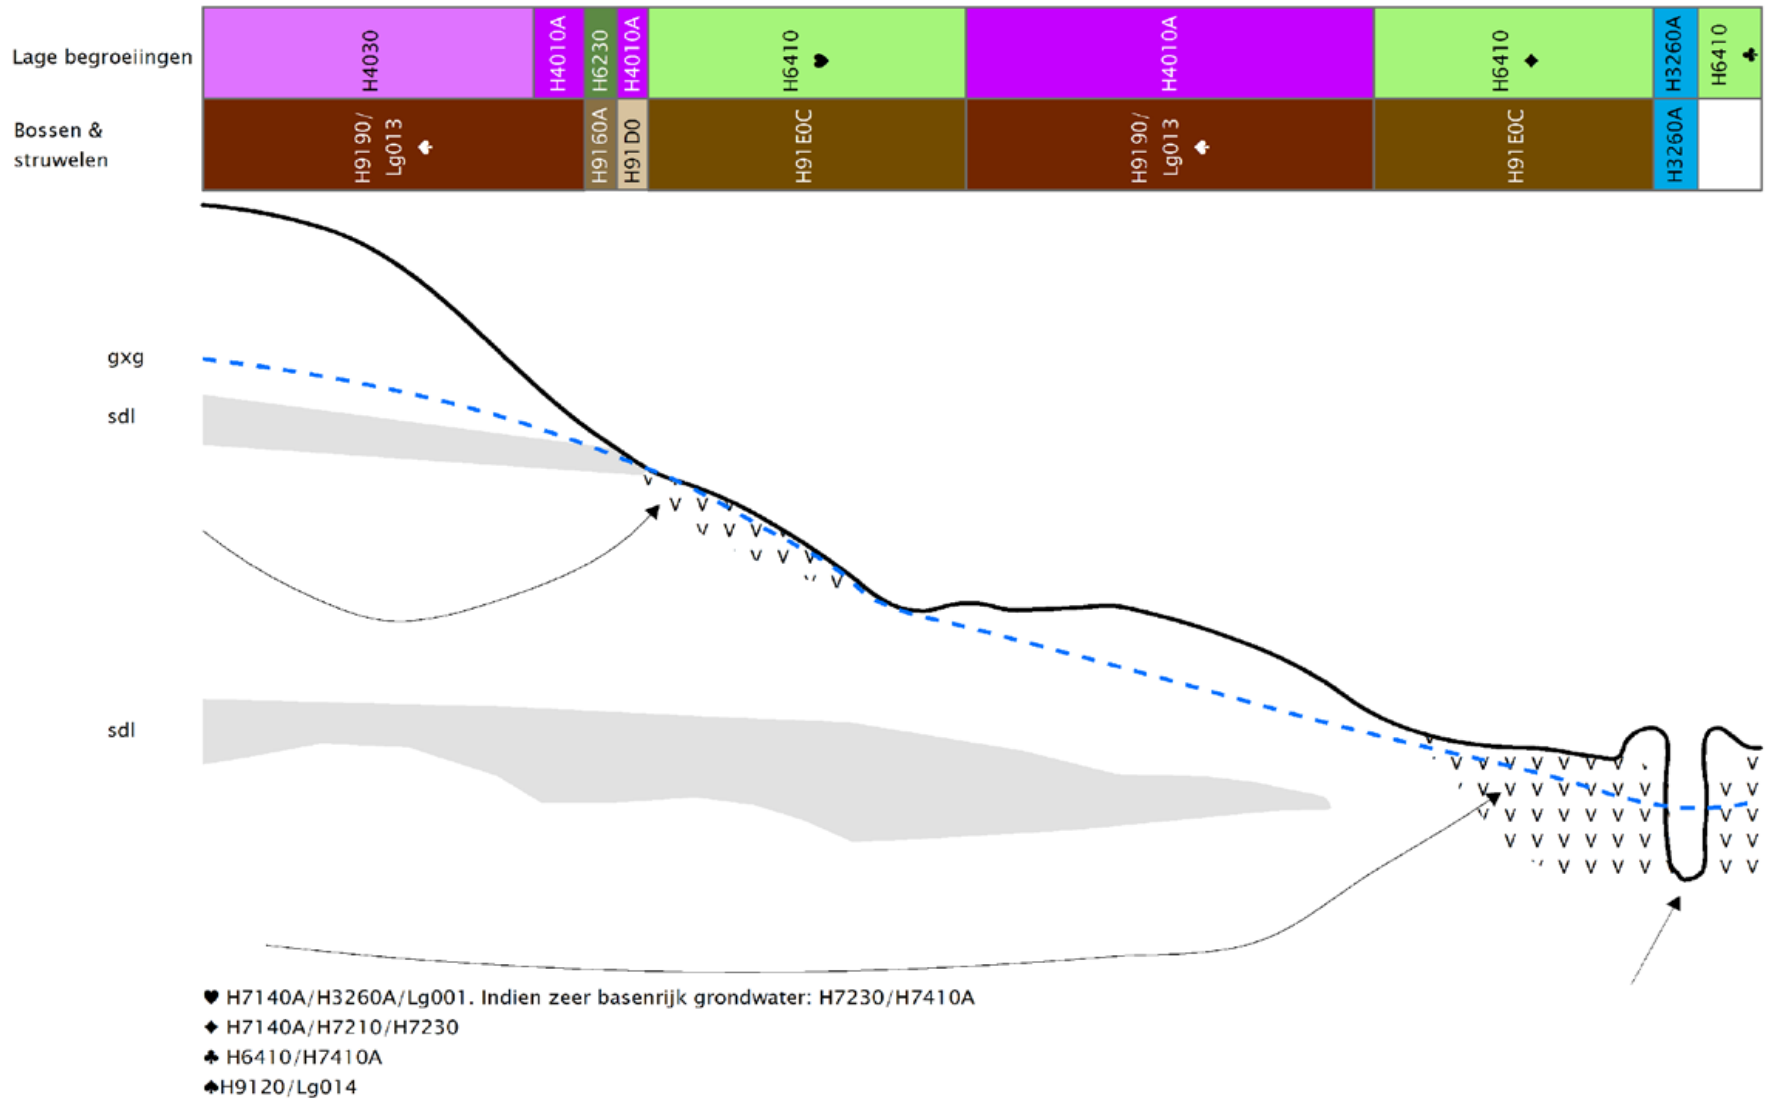 Lage begroeiingen
H4030
H4010A
H6230
H4010A
H6410 ♥
H4010A
H6410 ◆
H3260A
H6410 ♣
Bossen &
struwelen
H9190/
Lg013 ♠
H9160A
H91D0
H91E0C
H9190/
Lg013 ♠
H91E0C
H3260A
gxg
sdl
sdl
♥ H7140A/H3260A/Lg001. Indien zeer basenrijk grondwater: H7230/H7410A
◆ H7140A/H7210/H7230
♣ H6410/H7410A
♠H9120/Lg014